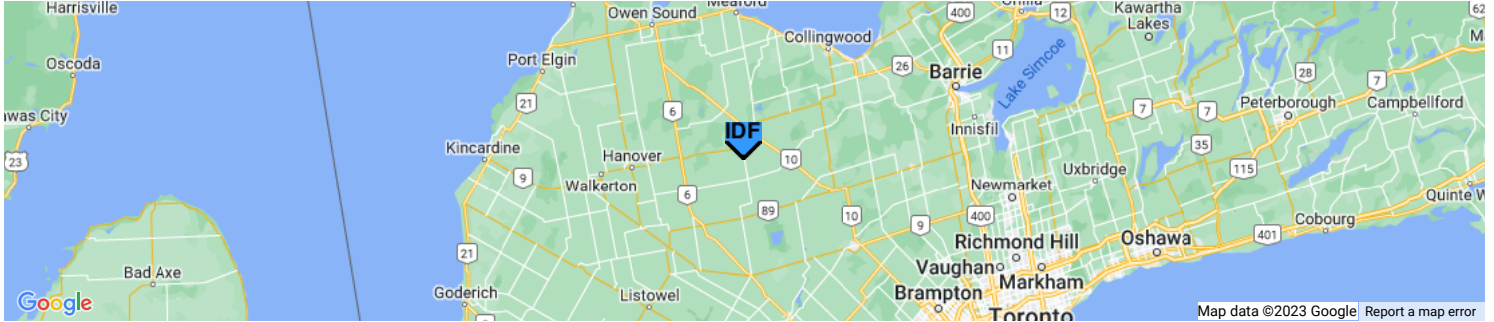 Harrisville
Owen Sound
Meaford
400
Orillia
12
Kawartha
Lakes
62
Collingwood
11
Oscoda
Port Elgin
26
Barrie
Lake Simcoe
28
7
21
6
7
7
Peterborough
Campbellford
awas City
IDF
Innisfil
23
Kincardine
Hanover
10
35
9
Walkerton
Uxbridge
115
6
Newmarket
Quinte W
89
10
9
400
Cobourg
21
Richmond Hill
Oshawa
401
Vaughan
Markham
Bad Axe
Goderich
Listowel
Brampton
Toronto
Google
Map data ©2023 Google
Report a map error